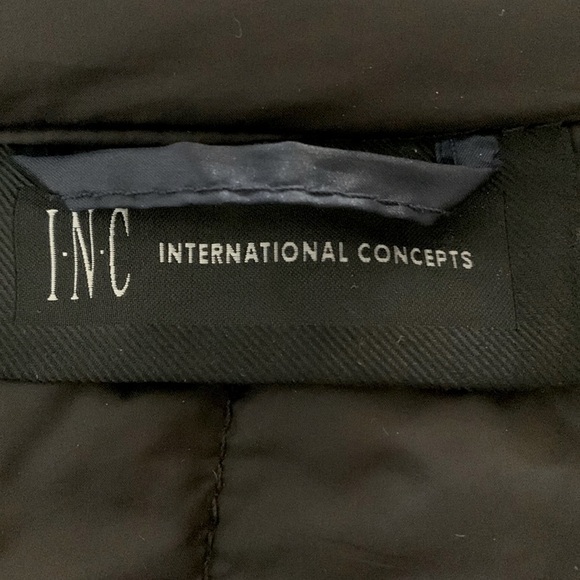 I·N·C INTERNATIONAL CONCEPTS